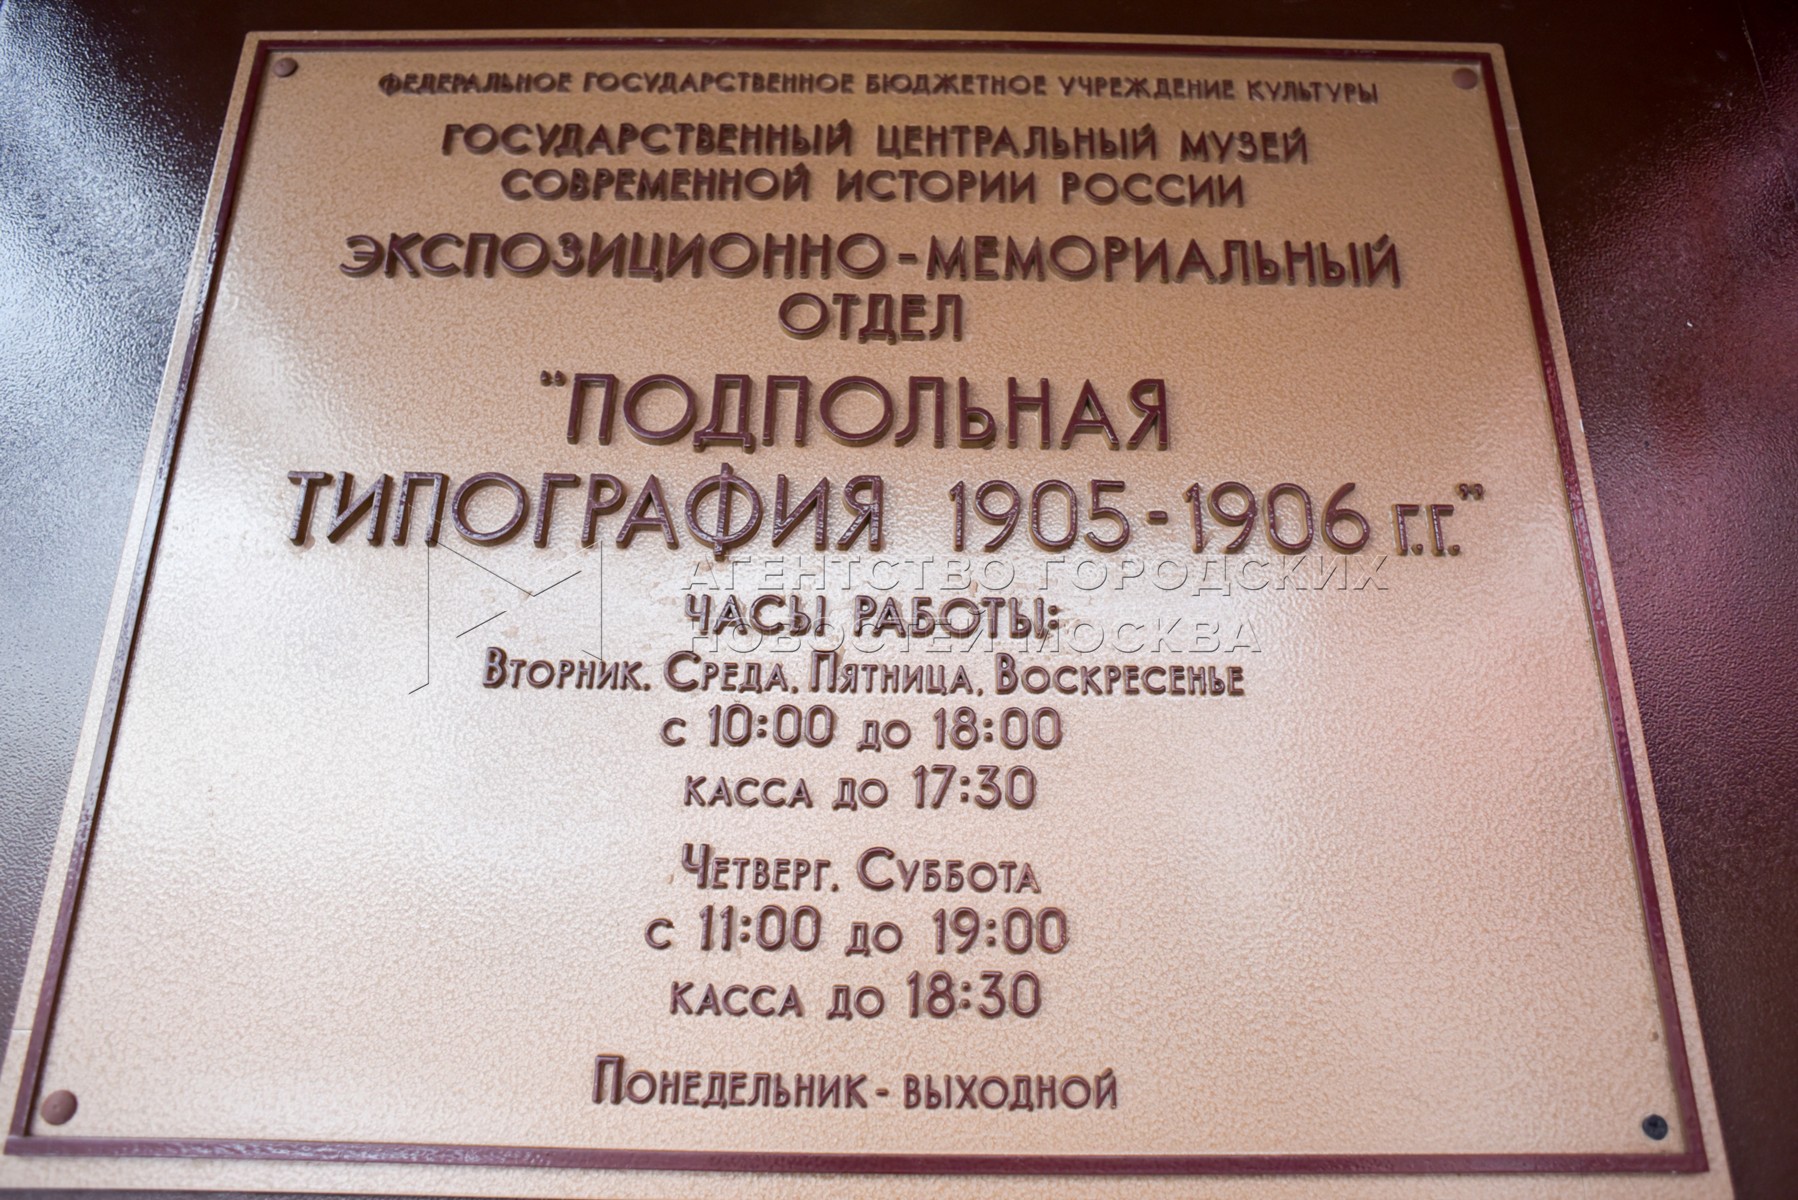 ФЕДЕРАЛЬНОЕ ГОСУДАРСТВЕННОЕ БЮДЖЕТНОЕ УЧРЕЖДЕНИЕ КУЛЬТУРЫ
ГОСУДАРСТВЕННЫЙ ЦЕНТРАЛЬНЫЙ МУЗЕЙ
СОВРЕМЕННОЙ ИСТОРИИ РОССИИ
ЭКСПОЗИЦИОННО-МЕМОРИАЛЬНЫЙ
ОТДЕЛ
"ПОДПОЛЬНАЯ
ТИПОГРАФИЯ 1905-1906 г.г."
АГЕНТСТВО ГОРОДСКИХ
ЧАСЫ РАБОТЫ:
НОВОСТЕЙ МОСКВА
Вторник, Среда, Пятница, Воскресенье
с 10:00 до 18:00
касса до 17:30
Четверг, Суббота
с 11:00 до 19:00
касса до 18:30
Понедельник - выходной